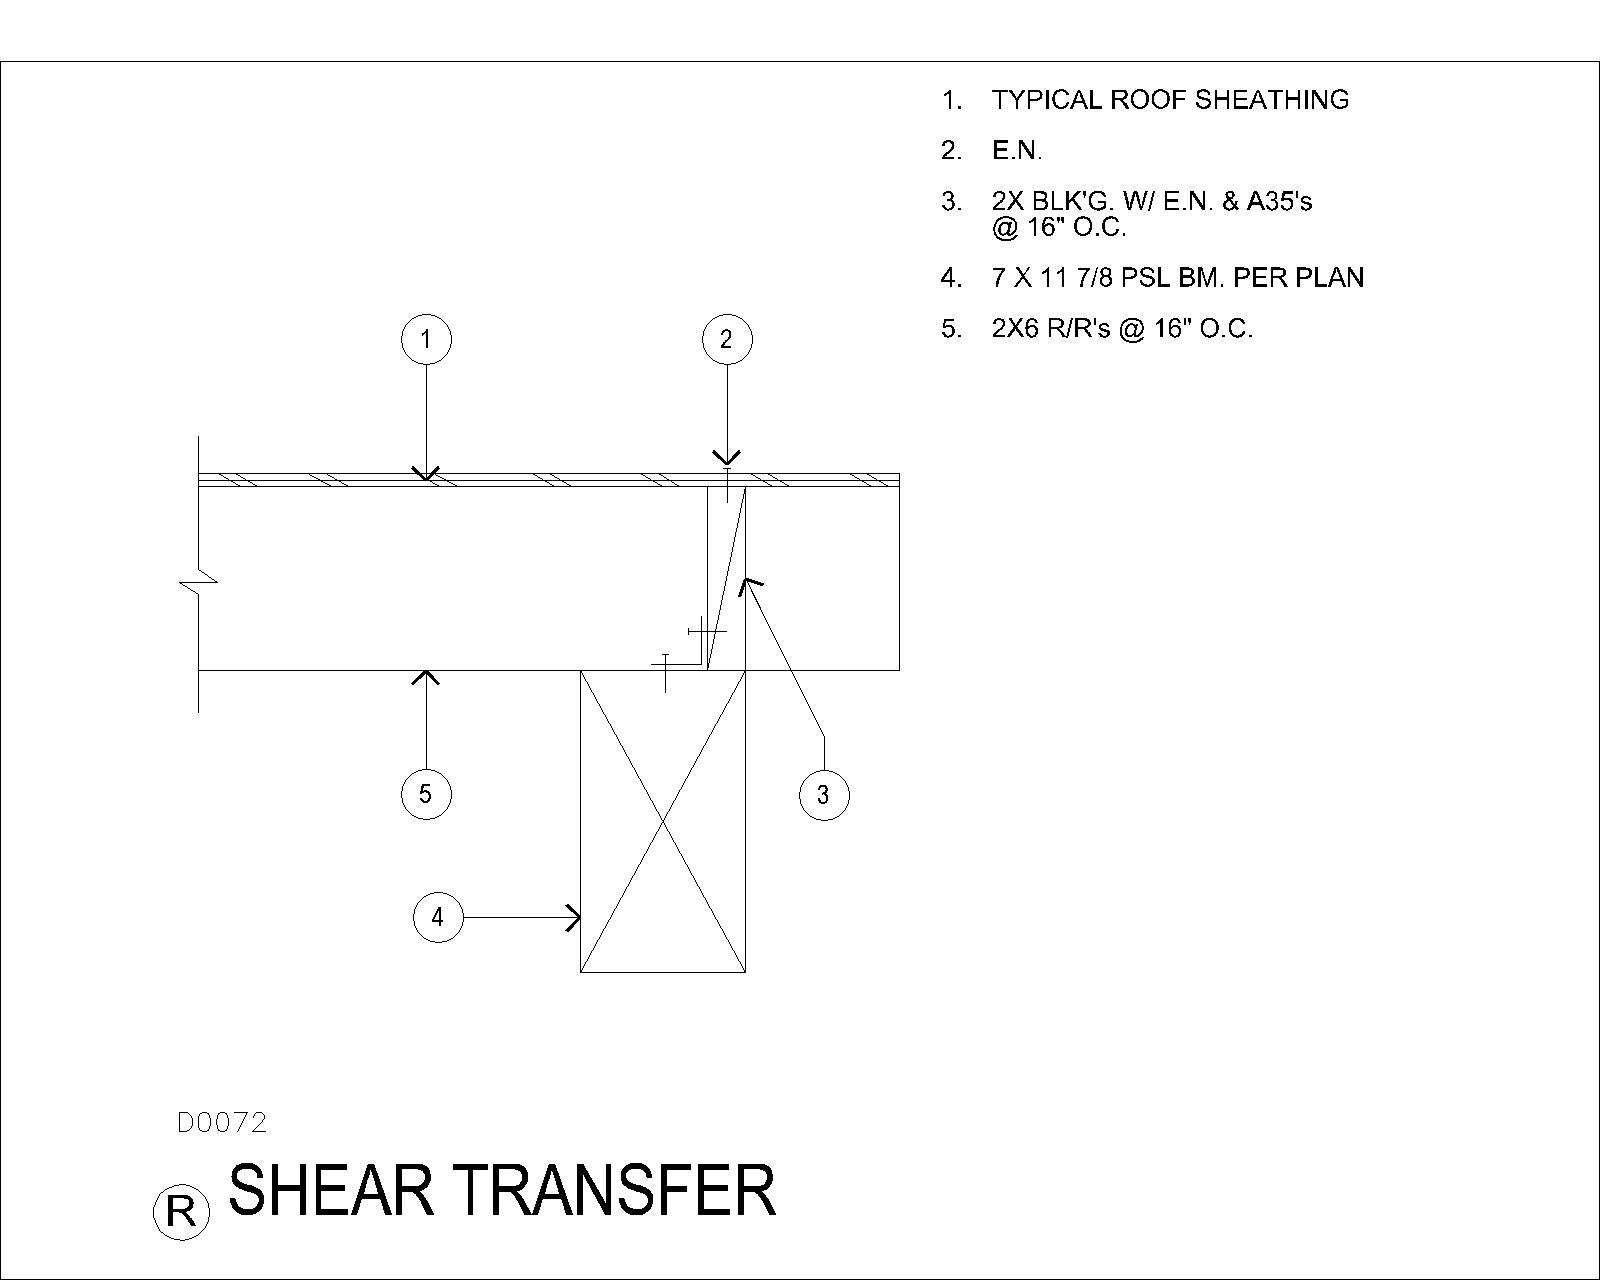 1. TYPICAL ROOF SHEATHING
2. E.N.
3. 2X BLK'G. W/ E.N. & A35's
@ 16" O.C.
4. 7 X 11 7/8 PSL BM. PER PLAN
5. 2X6 R/R's @ 16" O.C.
1
2
5
3
4
D0072
R SHEAR TRANSFER